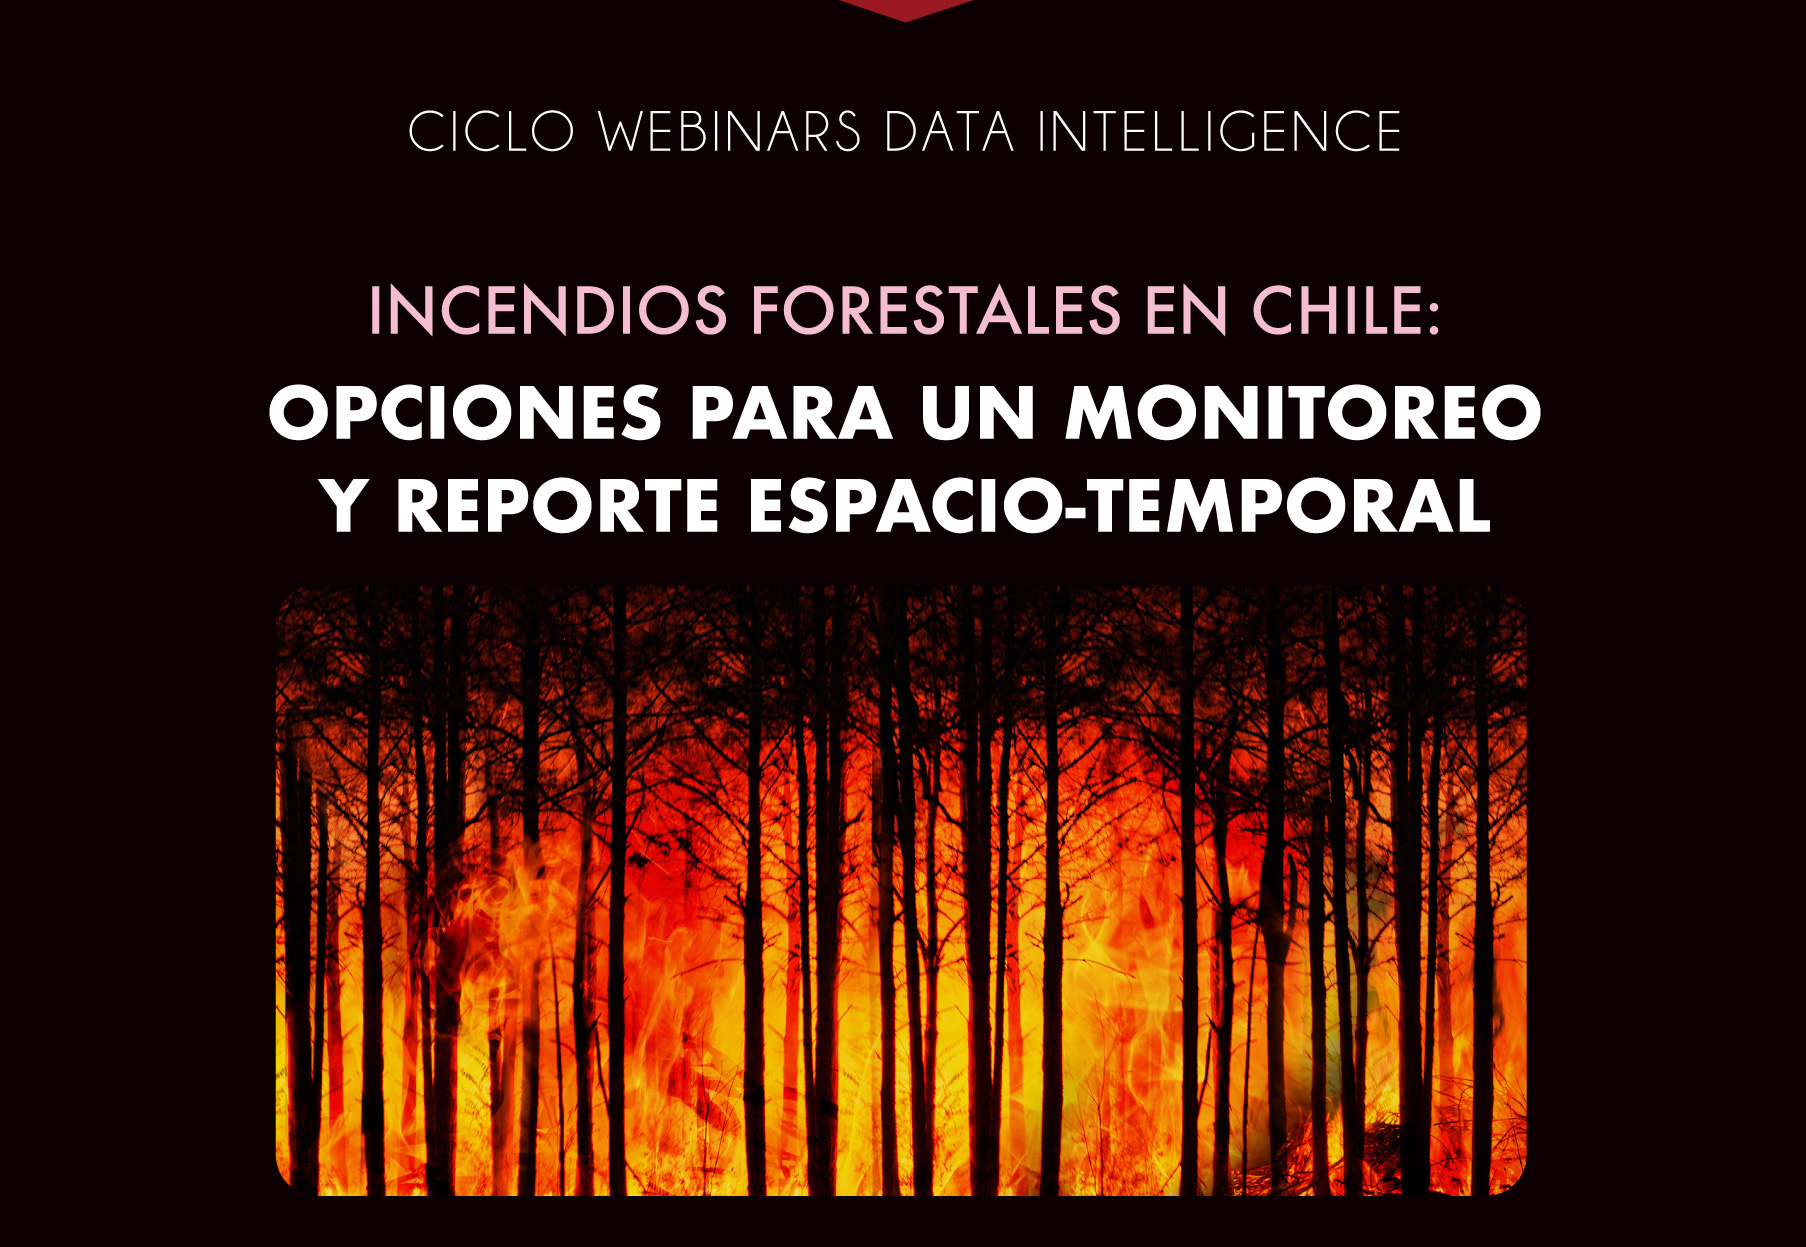 CICLO WEBINARS DATA INTELLIGENCE
INCENDIOS FORESTALES EN CHILE:
OPCIONES PARA UN MONITOREO
Y REPORTE ESPACIO-TEMPORAL